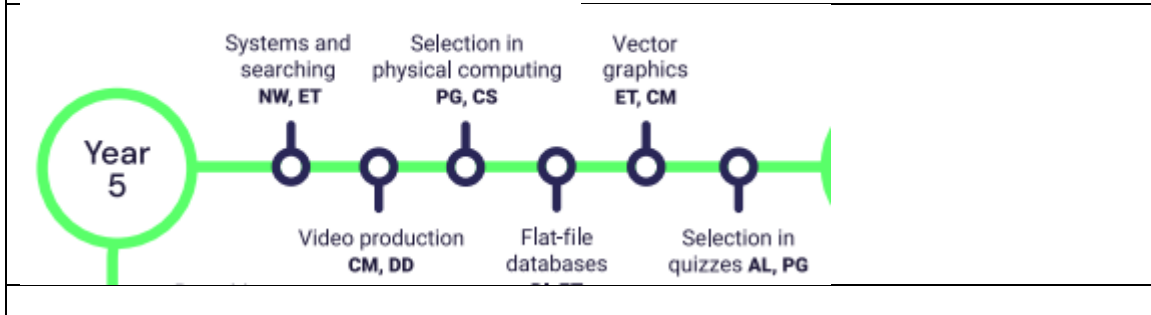 Year
5
Systems and
searching
NW, ET
Video production
CM, DD
Selection in
physical computing
PG, CS
Flat-file
databases
Vector
graphics
ET, CM
Selection in
quizzes AL, PG